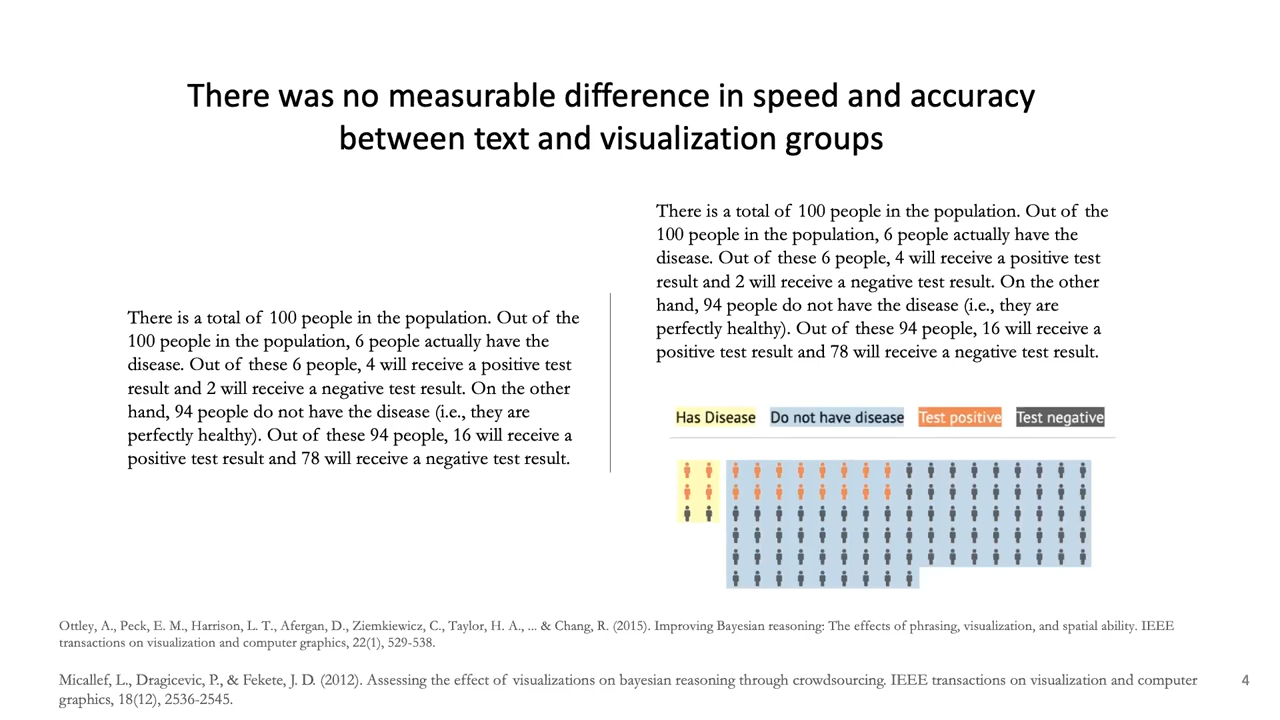 There was no measurable difference in speed and accuracy
between text and visualization groups
There is a total of 100 people in the population. Out of the
100 people in the population, 6 people actually have the
disease. Out of these 6 people, 4 will receive a positive test
result and 2 will receive a negative test result. On the other
hand, 94 people do not have the disease (i.e., they are
perfectly healthy). Out of these 94 people, 16 will receive a
positive test result and 78 will receive a negative test result.
There is a total of 100 people in the population. Out of the
100 people in the population, 6 people actually have the
disease. Out of these 6 people, 4 will receive a positive test
result and 2 will receive a negative test result. On the other
hand, 94 people do not have the disease (i.e., they are
perfectly healthy). Out of these 94 people, 16 will receive a
positive test result and 78 will receive a negative test result.
Has Disease Do not have disease Test positive Test negative
Ottley, A., Peck, E. M., Harrison, L. T., Afergan, D., Ziemkiewicz, C., Taylor, H. A., ... & Chang, R. (2015). Improving Bayesian reasoning: The effects of phrasing, visualization, and spatial ability. IEEE
transactions on visualization and computer graphics, 22(1), 529-538.
Micallef, L., Dragicevic, P., & Fekete, J. D. (2012). Assessing the effect of visualizations on bayesian reasoning through crowdsourcing. IEEE transactions on visualization and computer
graphics, 18(12), 2536-2545.
4